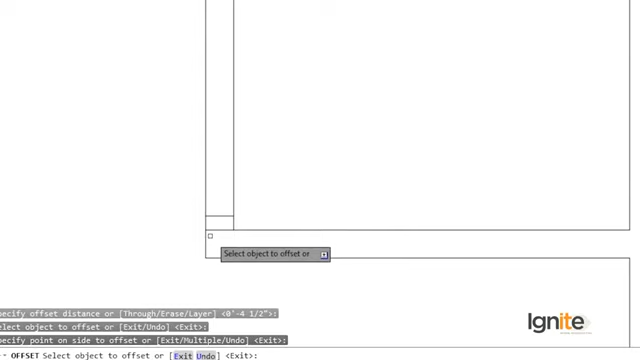 Select object to offset or
pecify offset distance or [Through/Erase/Layer] <0'-4 1/2">:
elect object to offset or [Exit/Undo] <Exit>:
pecify point on side to offset or [Exit/Multiple/Undo] <Exit>:
OFFSET Select object to offset or [Exit Undo] <Exit>:
Ignite